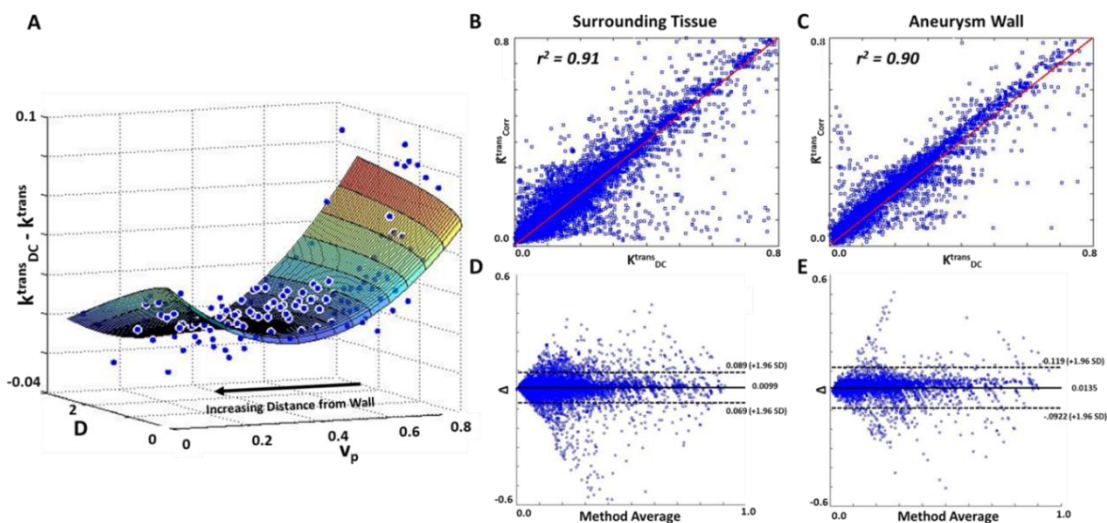 A
0.1
k^trans_DC - k^trans
-0.04
2
D
0
0
0.2
0.4
0.6
0.8
v_p
Increasing Distance from Wall
B
Surrounding Tissue
0.8
r² = 0.91
K^trans_Corr
0.0
0.0
K^trans_DC
0.8
C
Aneurysm Wall
0.8
r² = 0.90
K^trans_Corr
0.0
0.0
K^trans_DC
0.8
D
0.6
Δ
-0.6
0.089 (+1.96 SD)
0.0099
0.069 (+1.96 SD)
0.0
Method Average
1.0
E
0.6
Δ
-0.6
0.119 (+1.96 SD)
0.0135
-.0922 (+1.96 SD)
0.0
Method Average
1.0